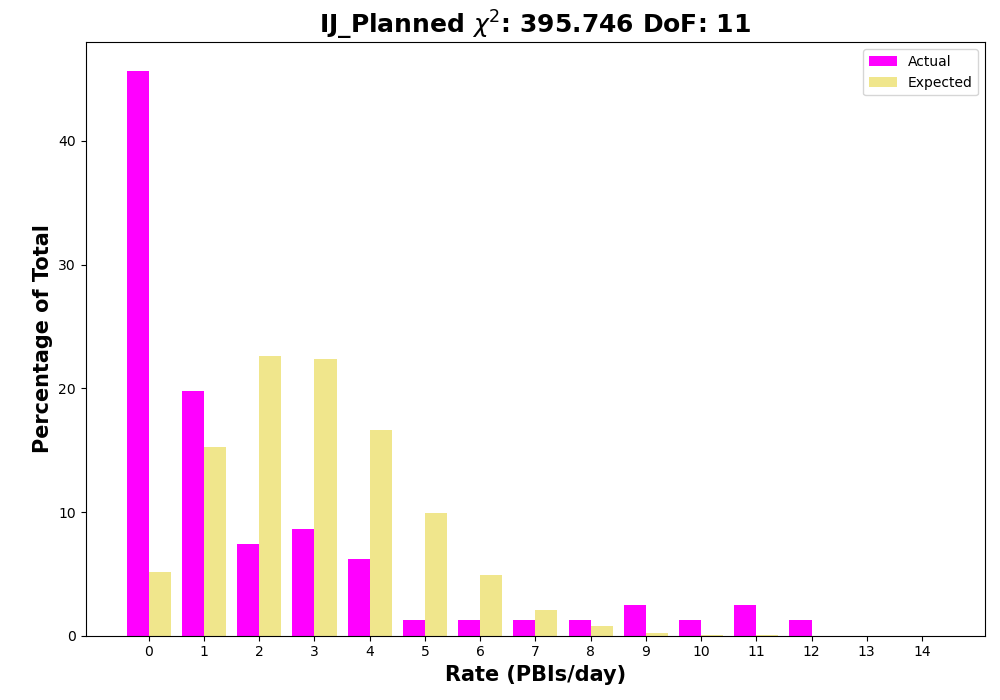 IJ_Planned χ²: 395.746 DoF: 11
Actual
Expected
Percentage of Total
40
30
20
10
0
0 1 2 3 4 5 6 7 8 9 10 11 12 13 14
Rate (PBIs/day)